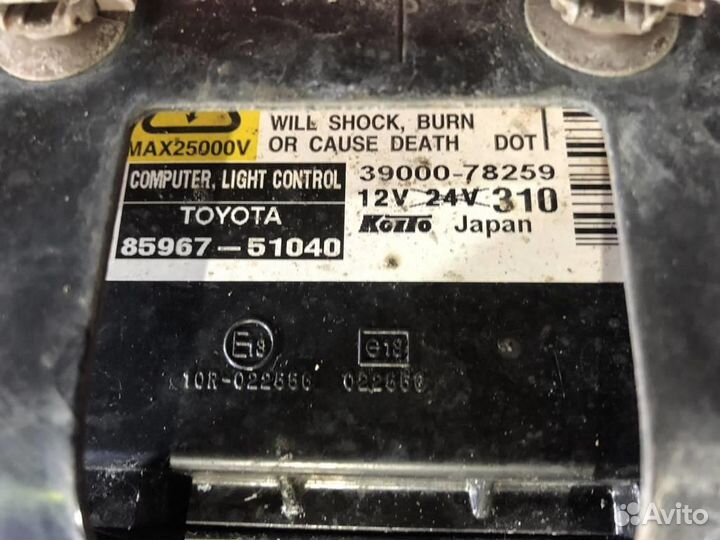 WILL SHOCK, BURN
OR CAUSE DEATH DOT
MAX25000V
COMPUTER, LIGHT CONTROL
TOYOTA
85967-51040
39000-78259
12V 24V 310
KOITO Japan
E13
10R-022666
e13
022666
Avito